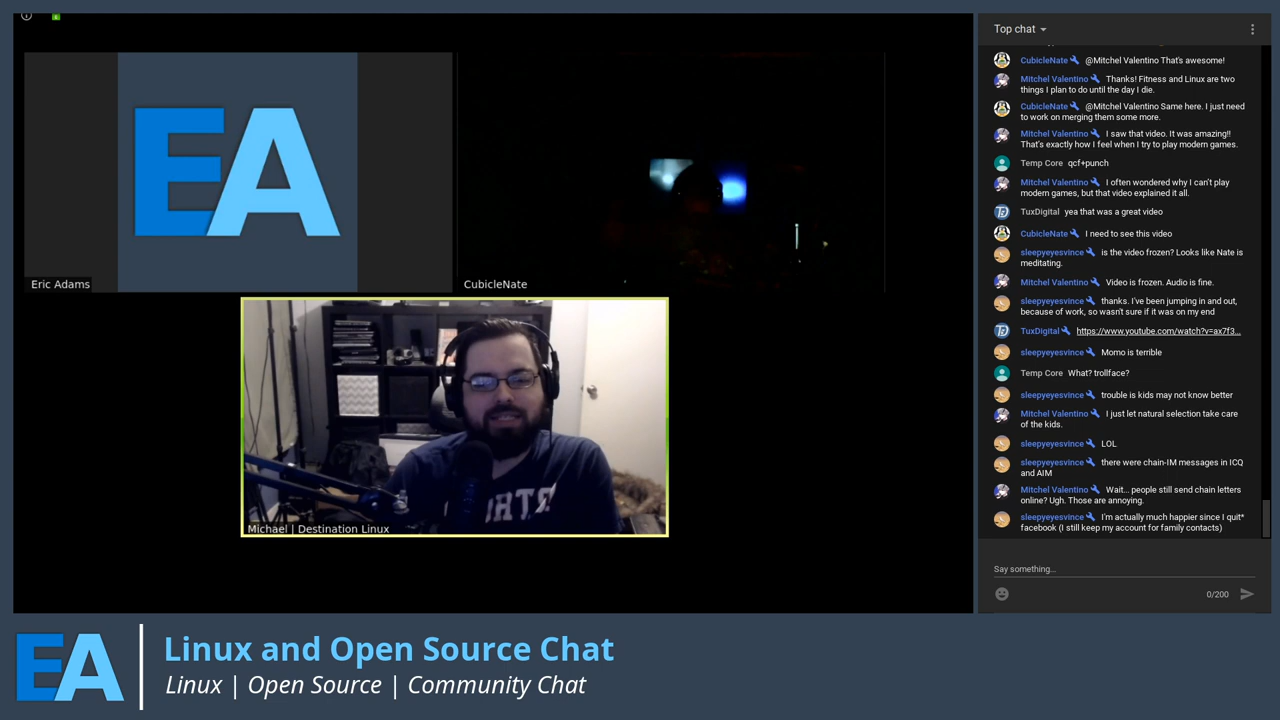 EA
Eric Adams
CubicleNate
Michael | Destination Linux
Top chat
CubicleNate @Mitchel Valentino That's awesome!
Mitchel Valentino Thanks! Fitness and Linux are two
things I plan to do until the day I die.
CubicleNate @Mitchel Valentino Same here. I just need
to work on merging them some more.
Mitchel Valentino I saw that video. It was amazing!!
That's exactly how I feel when I try to play modern games.
Temp Core qcf+punch
Mitchel Valentino I often wondered why I can't play
modern games, but that video explained it all.
TuxDigital yea that was a great video
CubicleNate I need to see this video
sleepyeyesvince is the video frozen? Looks like Nate is
meditating.
Mitchel Valentino Video is frozen. Audio is fine.
sleepyeyesvince thanks. I've been jumping in and out,
because of work, so wasn't sure if it was on my end
TuxDigital https://www.youtube.com/watch?v=ax7f3...
sleepyeyesvince Momo is terrible
Temp Core What? trollface?
sleepyeyesvince trouble is kids may not know better
Mitchel Valentino I just let natural selection take care
of the kids.
sleepyeyesvince LOL
sleepyeyesvince there were chain-IM messages in ICQ
and AIM
Mitchel Valentino Wait... people still send chain letters
online? Ugh. Those are annoying.
sleepyeyesvince I'm actually much happier since I quit*
facebook (i still keep my account for family contacts)
Say something...
0/200
EA
Linux and Open Source Chat
Linux | Open Source | Community Chat